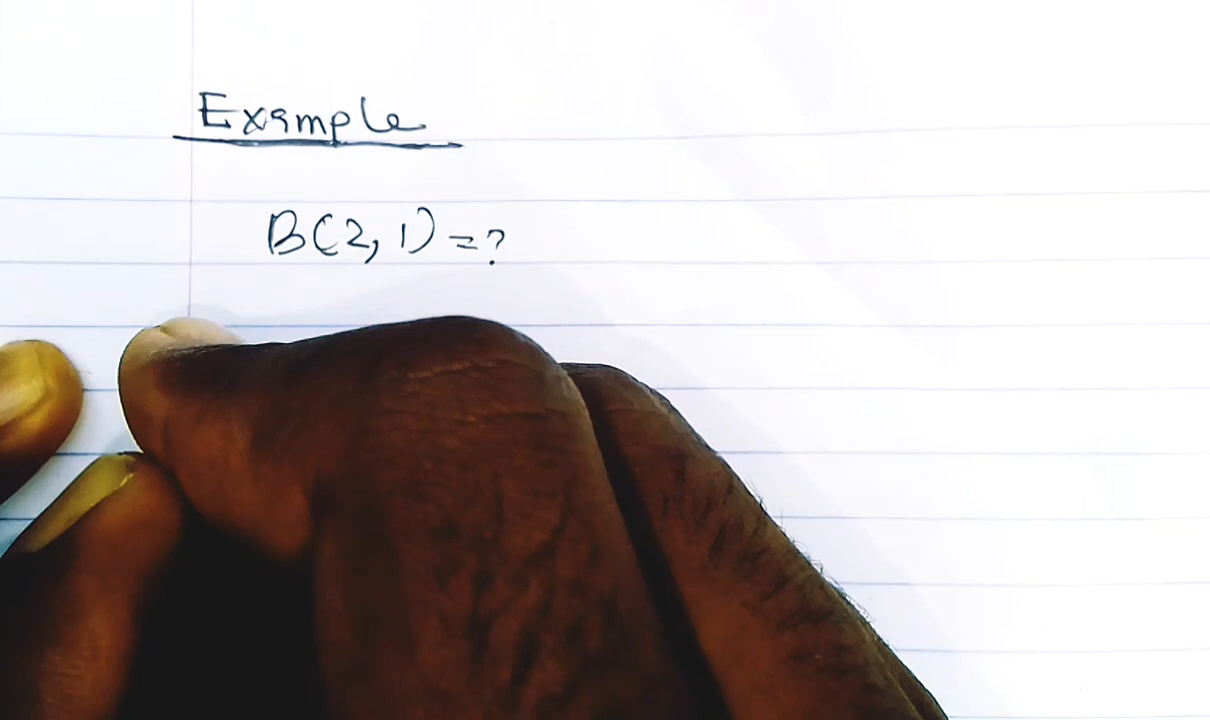 Example
B(2, 1) = ?